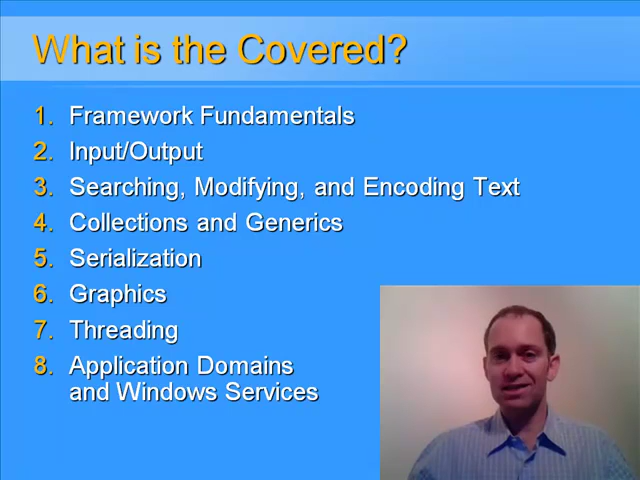 What is the Covered?
1. Framework Fundamentals
2. Input/Output
3. Searching, Modifying, and Encoding Text
4. Collections and Generics
5. Serialization
6. Graphics
7. Threading
8. Application Domains
and Windows Services